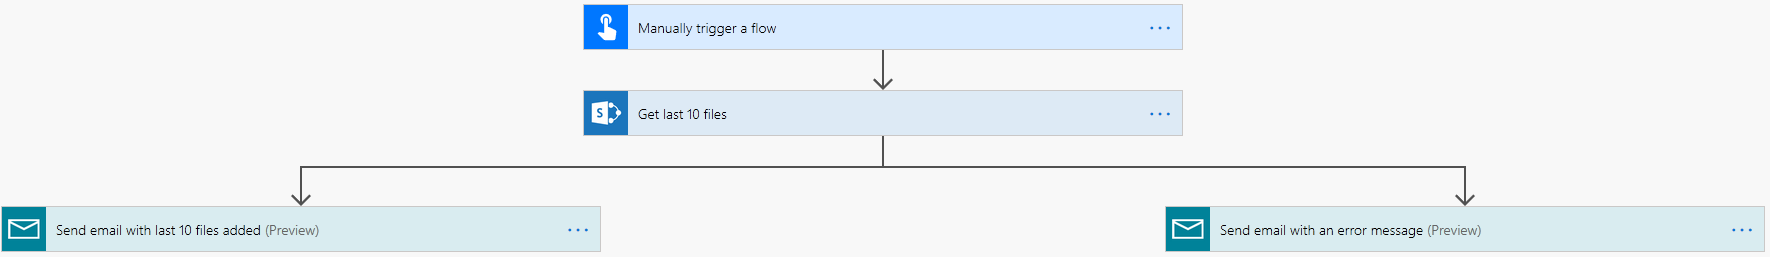 Manually trigger a flow
S
Get last 10 files
Send email with last 10 files added (Preview)
Send email with an error message (Preview)